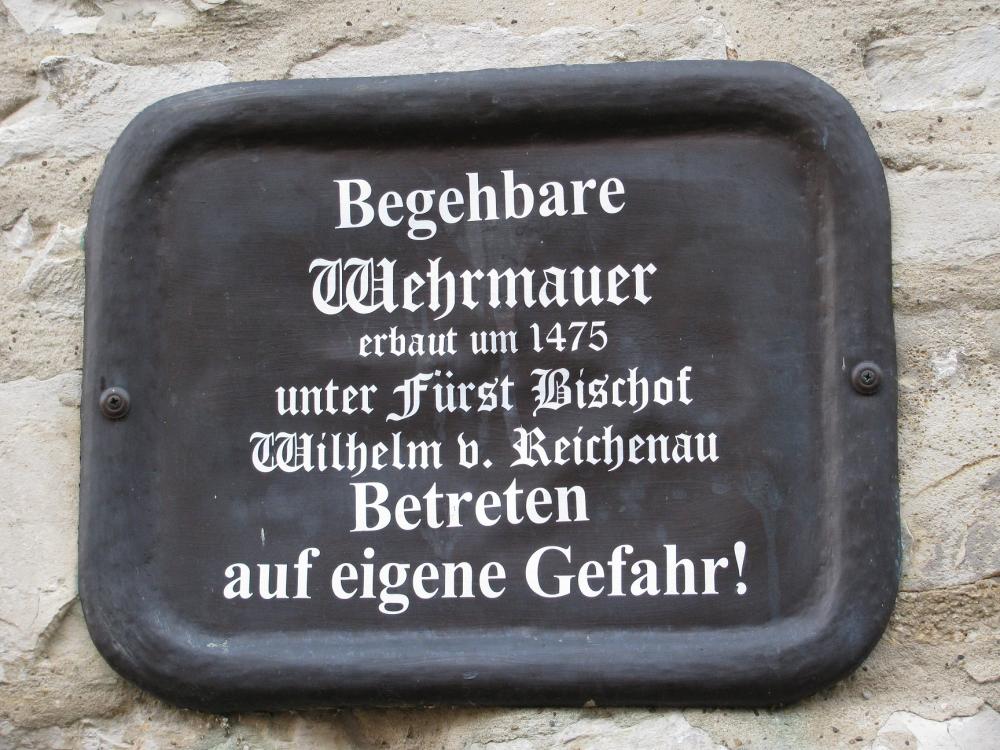 Begehbare
Wehrmauer
erbaut um 1475
unter Fürst Bischof
Wilhelm v. Reichenau
Betreten
auf eigene Gefahr!